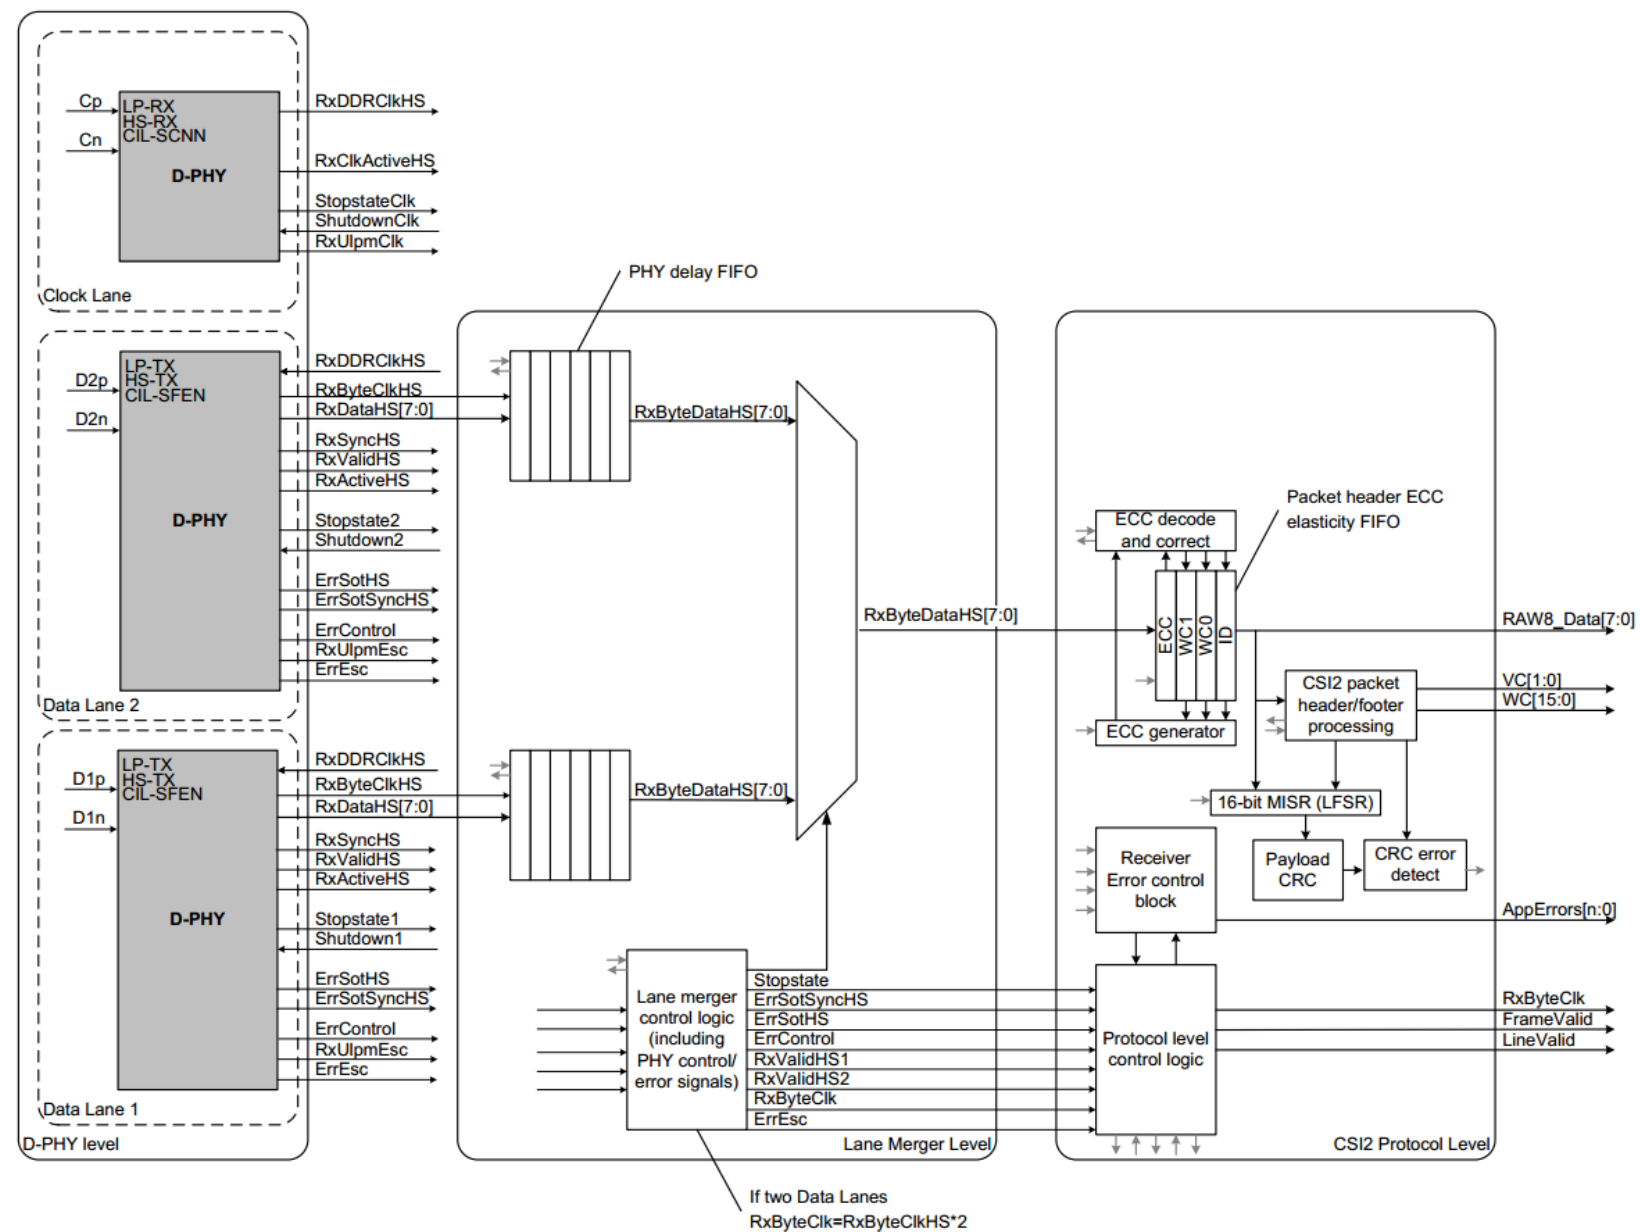 Cp
Cn
LP-RX
HS-RX
CIL-SCNN
D-PHY
RxDDRClkHS
RxClkActiveHS
StopstateClk
ShutdownClk
RxUlpmClk
Clock Lane
D2p
D2n
LP-TX
HS-TX
CIL-SFEN
D-PHY
RxDDRClkHS
RxByteClkHS
RxDataHS[7:0]
RxSyncHS
RxValidHS
RxActiveHS
Stopstate2
Shutdown2
ErrSotHS
ErrSotSyncHS
ErrControl
RxUlpmEsc
ErrEsc
Data Lane 2
D1p
D1n
LP-TX
HS-TX
CIL-SFEN
D-PHY
RxDDRClkHS
RxByteClkHS
RxDataHS[7:0]
RxSyncHS
RxValidHS
RxActiveHS
Stopstate1
Shutdown1
ErrSotHS
ErrSotSyncHS
ErrControl
RxUlpmEsc
ErrEsc
Data Lane 1
D-PHY level
PHY delay FIFO
RxByteDataHS[7:0]
RxByteDataHS[7:0]
RxByteDataHS[7:0]
Lane merger
control logic
(including
PHY control/
error signals)
Stopstate
ErrSotSyncHS
ErrSotHS
ErrControl
RxValidHS1
RxValidHS2
RxByteClk
ErrEsc
Lane Merger Level
If two Data Lanes
RxByteClk=RxByteClkHS*2
Packet header ECC
elasticity FIFO
ECC decode
and correct
ECC
WC1
WC0
ID
ECC generator
CSI2 packet
header/footer
processing
16-bit MISR (LFSR)
Payload
CRC
CRC error
detect
Receiver
Error control
block
Protocol level
control logic
CSI2 Protocol Level
RAW8_Data[7:0]
VC[1:0]
WC[15:0]
AppErrors[n:0]
RxByteClk
FrameValid
LineValid